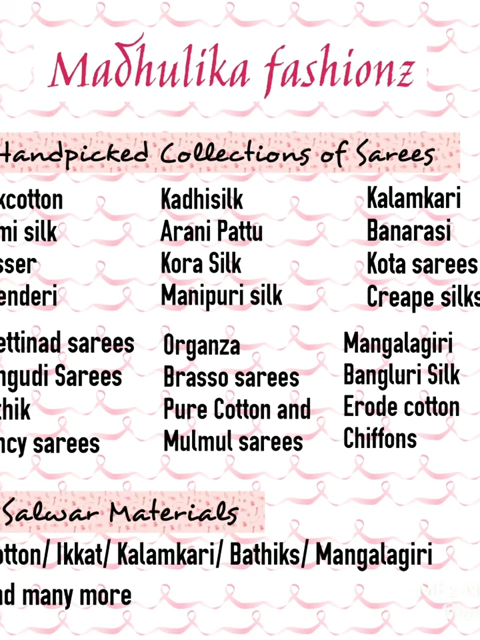 Madhulika fashionz
Handpicked Collections of Sarees
kcotton Kadhisilk Kalamkari
mi silk Arani Pattu Banarasi
sser Kora Silk Kota sarees
enderi Manipuri silk Creape silks
ettinad sarees Organza Mangalagiri
ngudi Sarees Brasso sarees Bangluri Silk
thik Pure Cotton and Erode cotton
ncy sarees Mulmul sarees Chiffons
Salwar Materials
otton/ Ikkat/ Kalamkari/ Bathiks/ Mangalagiri
nd many more